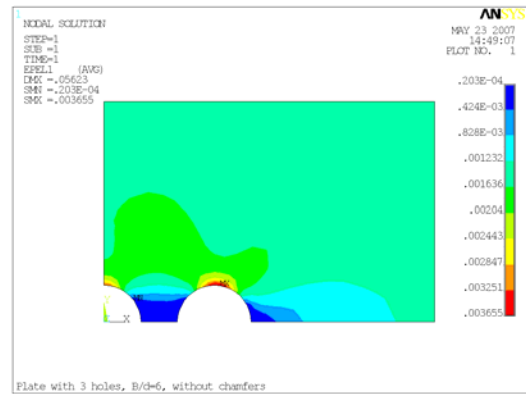 1
NODAL SOLUTION
STEP=1
SUB =1
TIME=1
EPEL1 (AVG)
DMX =.05623
SMN =.203E-04
SMX =.003655
ANSYS
MAY 23 2007
14:49:07
PLOT NO. 1
.203E-04
.424E-03
.828E-03
.001232
.001636
.00204
.002443
.002847
.003251
.003655
MX
Y
X
Plate with 3 holes, B/d=6, without chamfers